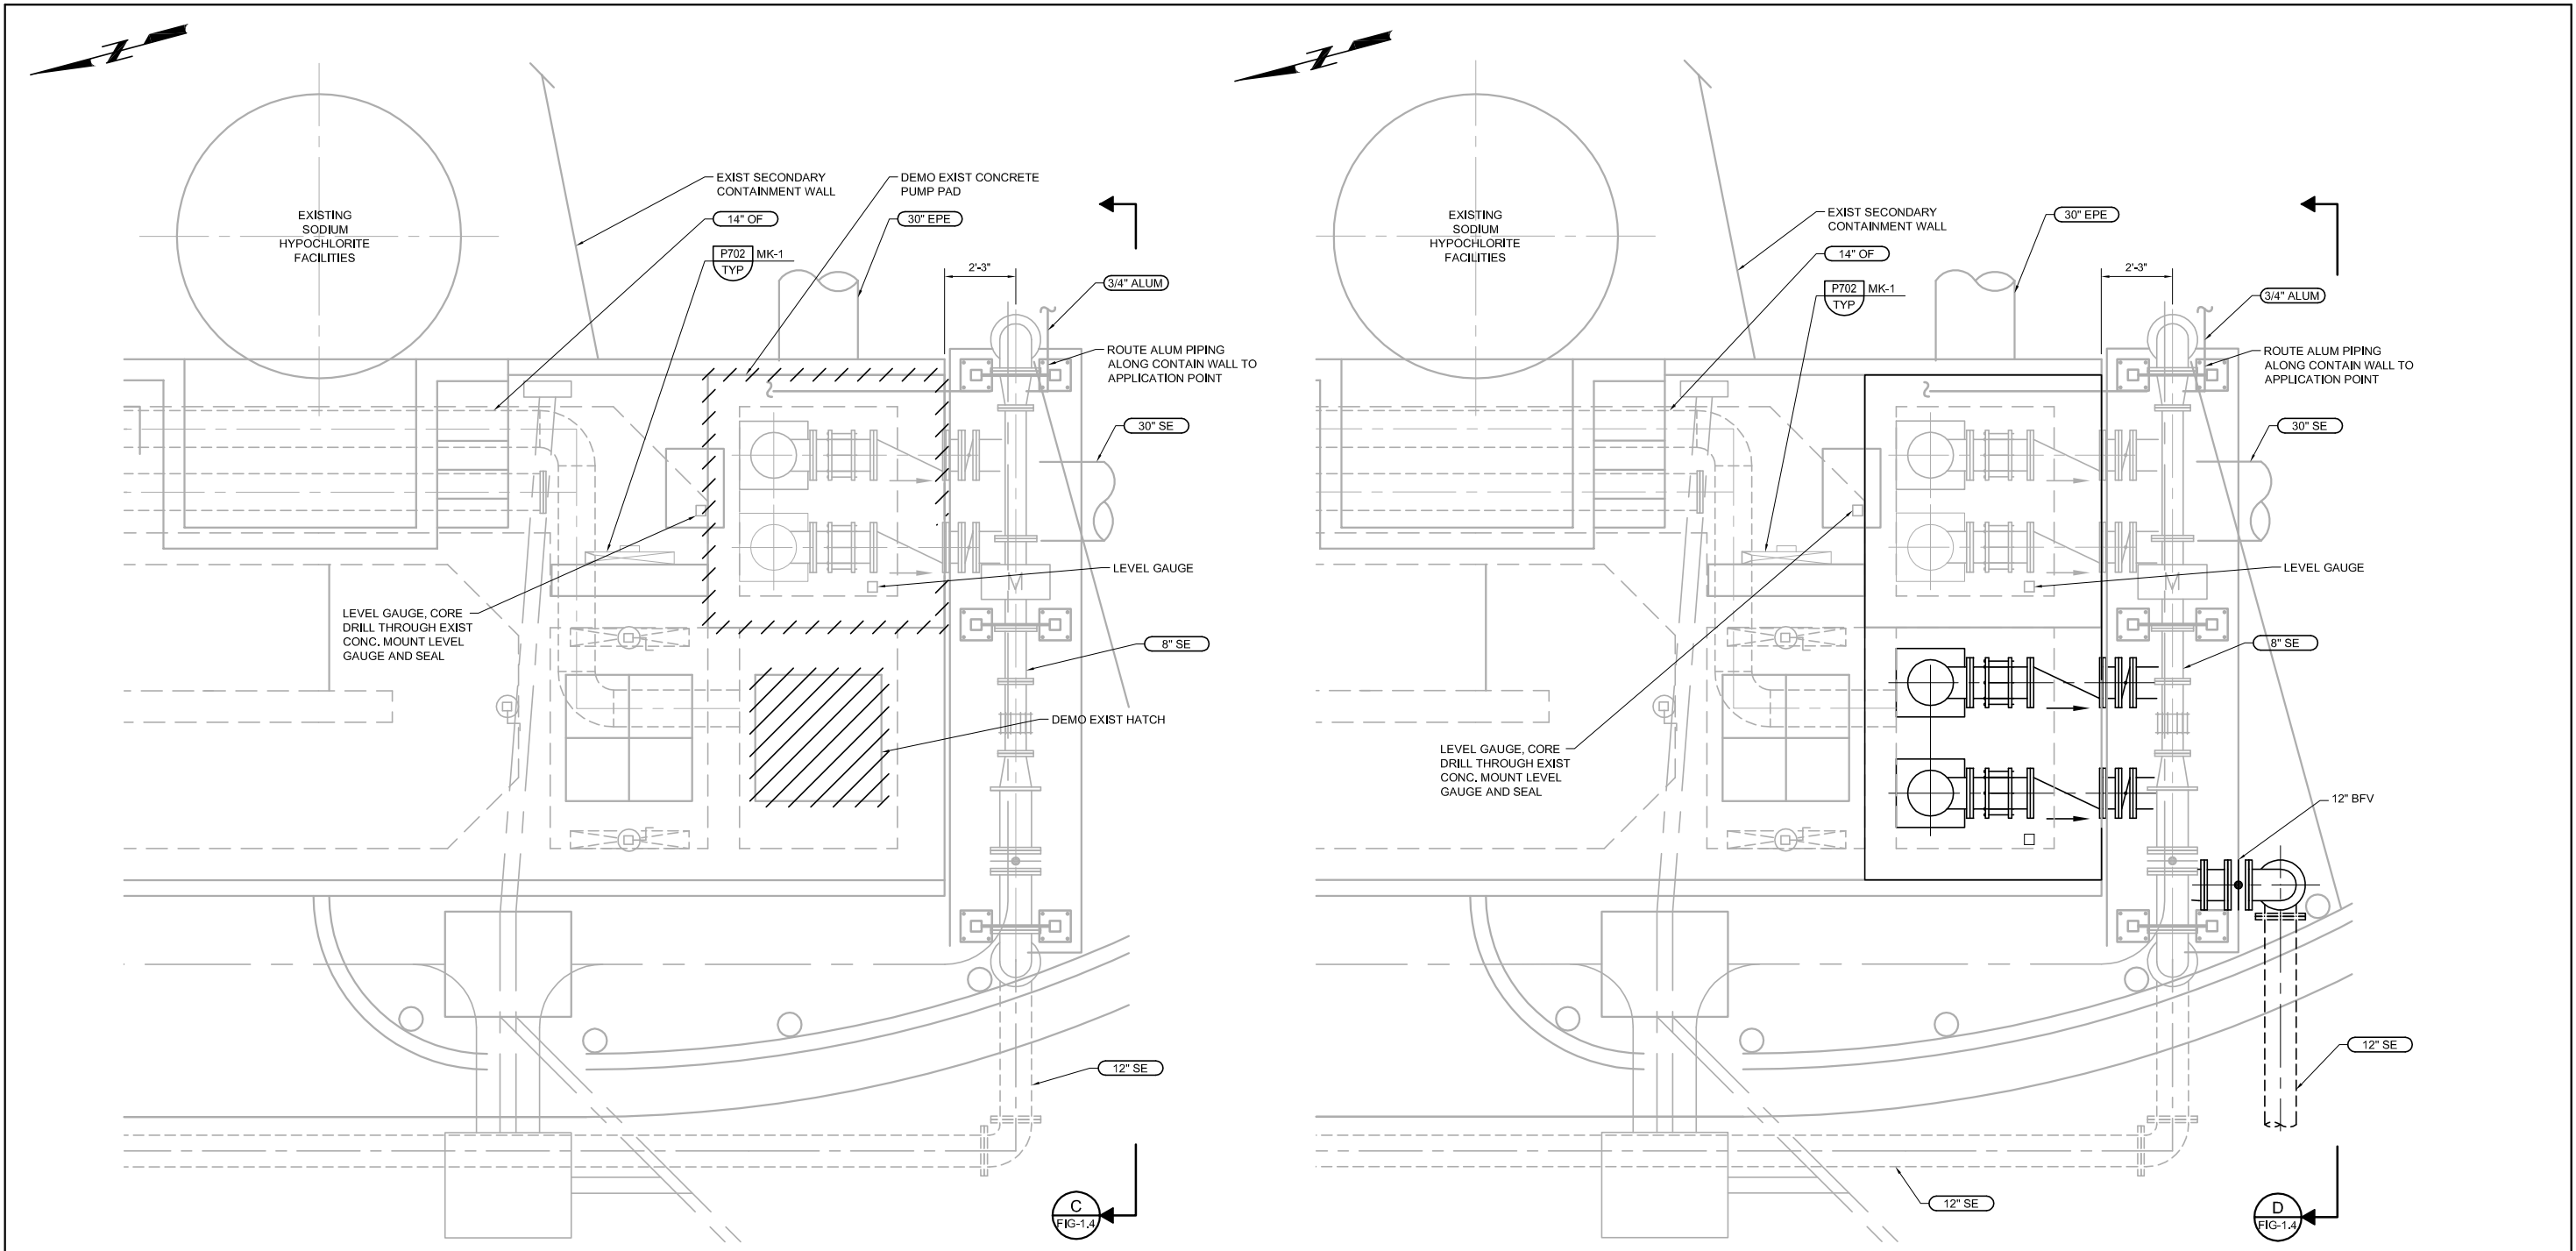 Z
EXISTING
SODIUM
HYPOCHLORITE
FACILITIES
EXIST SECONDARY
CONTAINMENT WALL
14" OF
P702 MK-1
TYP
DEMO EXIST CONCRETE
PUMP PAD
30" EPE
2'-3"
3/4" ALUM
ROUTE ALUM PIPING
ALONG CONTAIN WALL TO
APPLICATION POINT
30" SE
LEVEL GAUGE
M
LEVEL GAUGE, CORE
DRILL THROUGH EXIST
CONC. MOUNT LEVEL
GAUGE AND SEAL
8" SE
DEMO EXIST HATCH
12" SE
C
FIG-1.4
Z
EXISTING
SODIUM
HYPOCHLORITE
FACILITIES
EXIST SECONDARY
CONTAINMENT WALL
14" OF
P702 MK-1
TYP
30" EPE
2'-3"
3/4" ALUM
ROUTE ALUM PIPING
ALONG CONTAIN WALL TO
APPLICATION POINT
30" SE
LEVEL GAUGE
M
8" SE
LEVEL GAUGE, CORE
DRILL THROUGH EXIST
CONC. MOUNT LEVEL
GAUGE AND SEAL
12" BFV
12" SE
12" SE
D
FIG-1.4